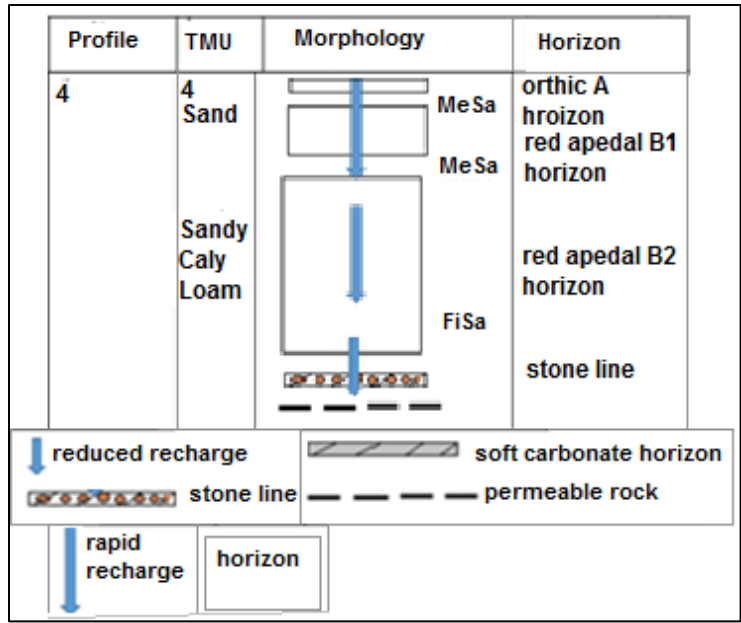 Profile
TMU
Morphology
Horizon
4
4
Sand
MeSa
orthic A
hroizon
red apedal B1
horizon
MeSa
Sandy
Caly
Loam
red apedal B2
horizon
FiSa
stone line
reduced recharge
soft carbonate horizon
stone line
permeable rock
rapid
recharge
horizon